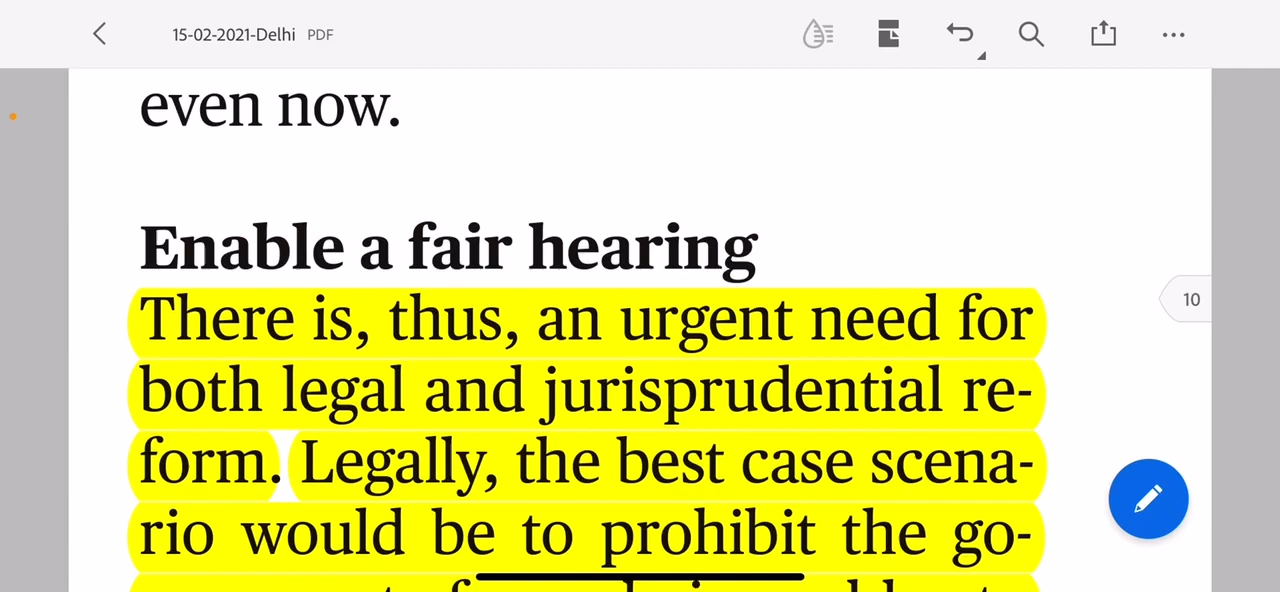 15-02-2021-Delhi PDF
even now.
Enable a fair hearing
There is, thus, an urgent need for
both legal and jurisprudential re-
form. Legally, the best case scena-
rio would be to prohibit the go-
10